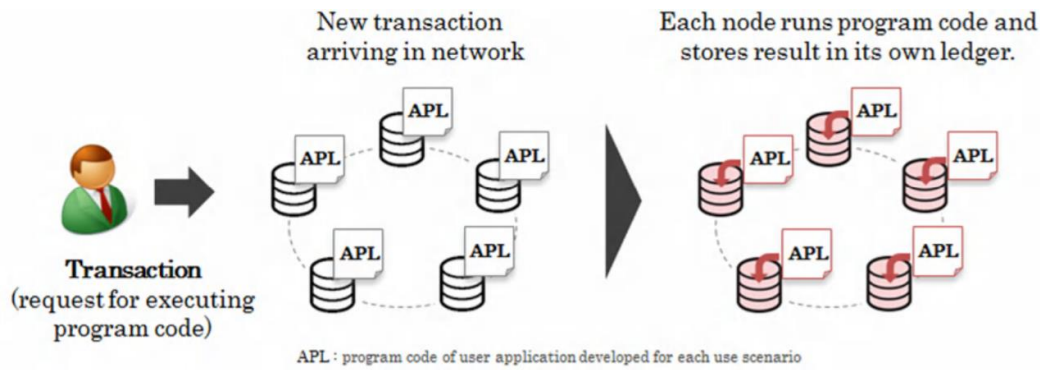 New transaction
arriving in network
Each node runs program code and
stores result in its own ledger.
APL
APL
APL
APL
APL
APL
APL
APL
APL
APL
Transaction
(request for executing
program code)
APL : program code of user application developed for each use scenario